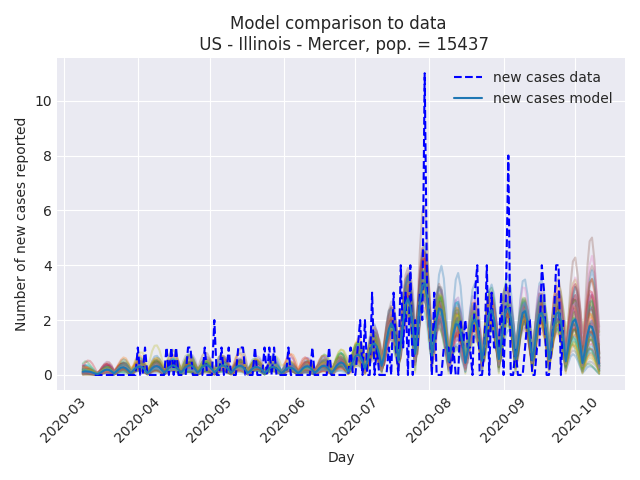 Model comparison to data
US - Illinois - Mercer, pop. = 15437
new cases data
new cases model
Number of new cases reported
10
8
6
4
2
0
2020-03
2020-04
2020-05
2020-06
2020-07
2020-08
2020-09
2020-10
Day